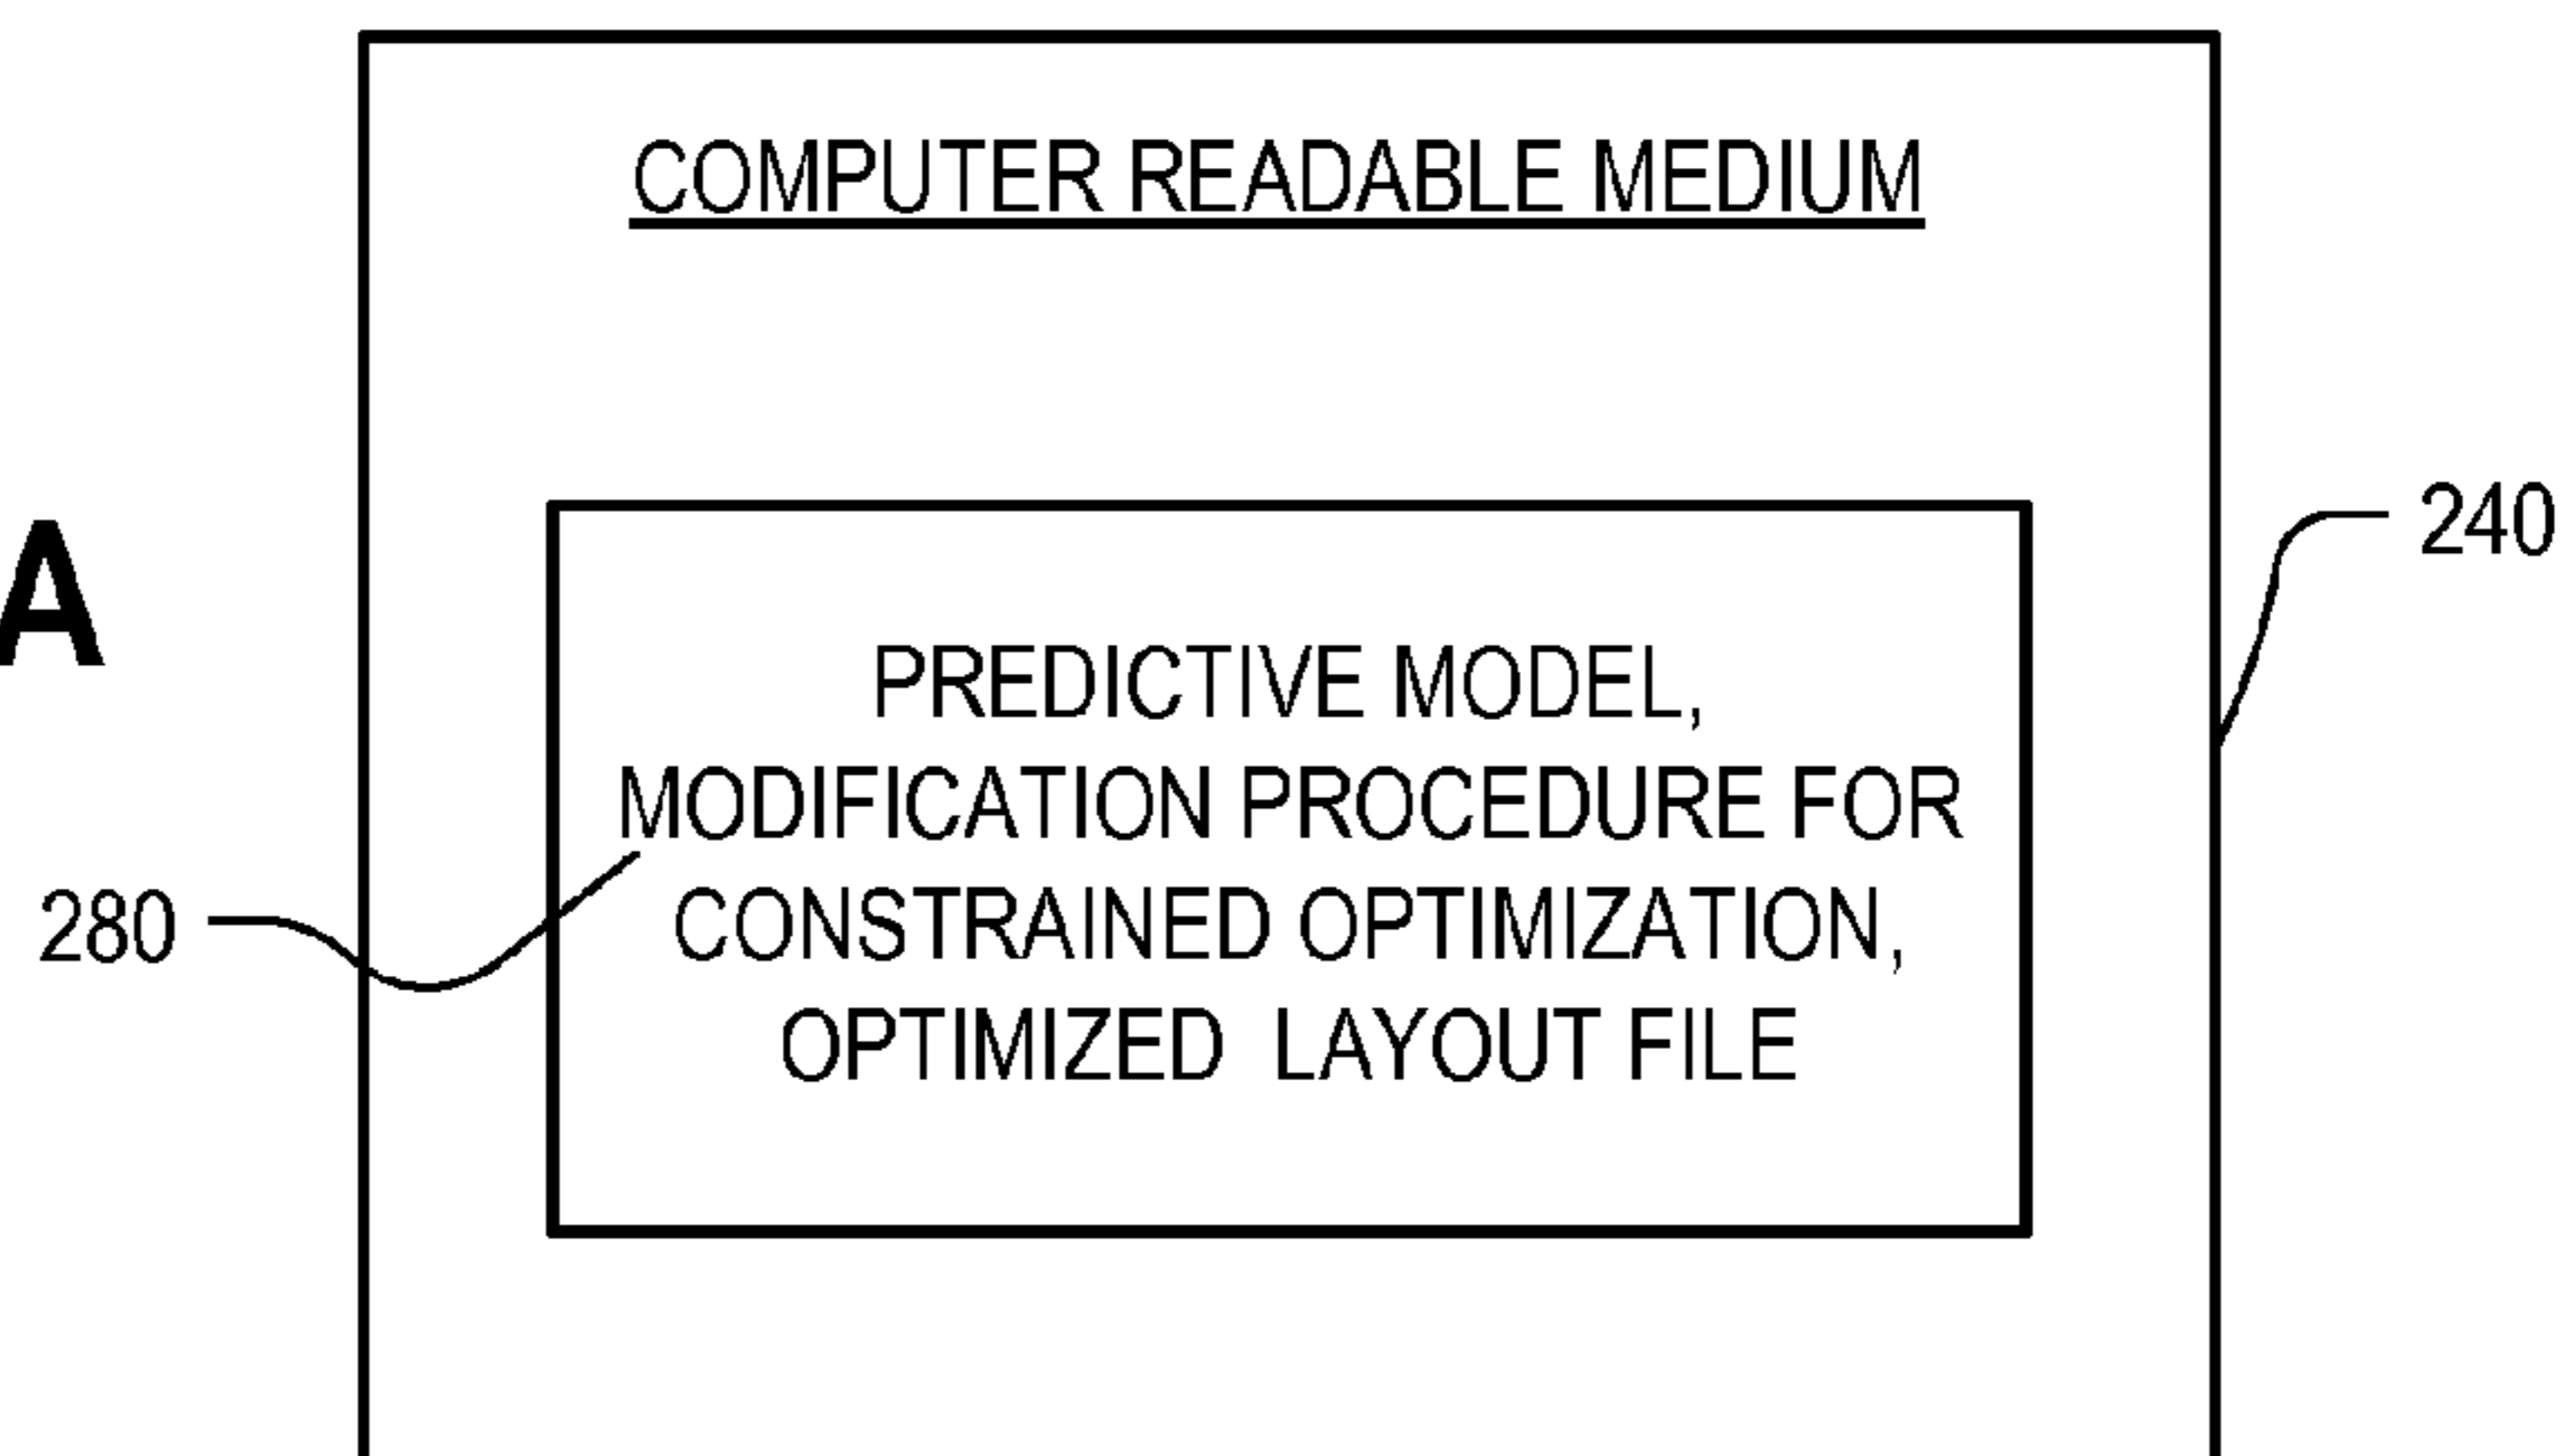 COMPUTER READABLE MEDIUM
240
A
PREDICTIVE MODEL,
MODIFICATION PROCEDURE FOR
CONSTRAINED OPTIMIZATION,
OPTIMIZED LAYOUT FILE
280